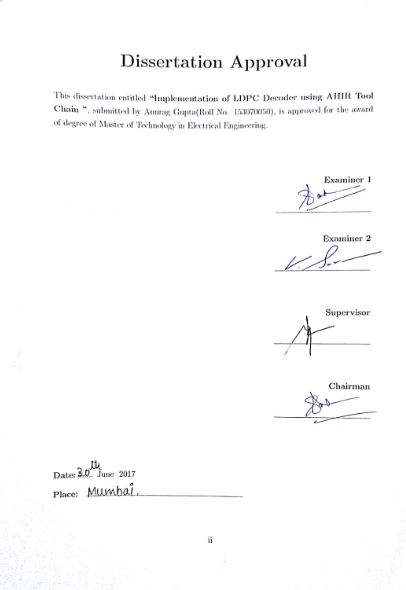 Dissertation Approval
This dissertation entitled "Implementation of LDPC Decoder using AHIR Tool
Chain ", submitted by Anurag Gupta(Roll No. 153070050), is approved for the award
of degree of Master of Technology in Electrical Engineering.
Examiner 1
Examiner 2
Supervisor
Chairman
Date: 30th June 2017
Place: Mumbai.
ii